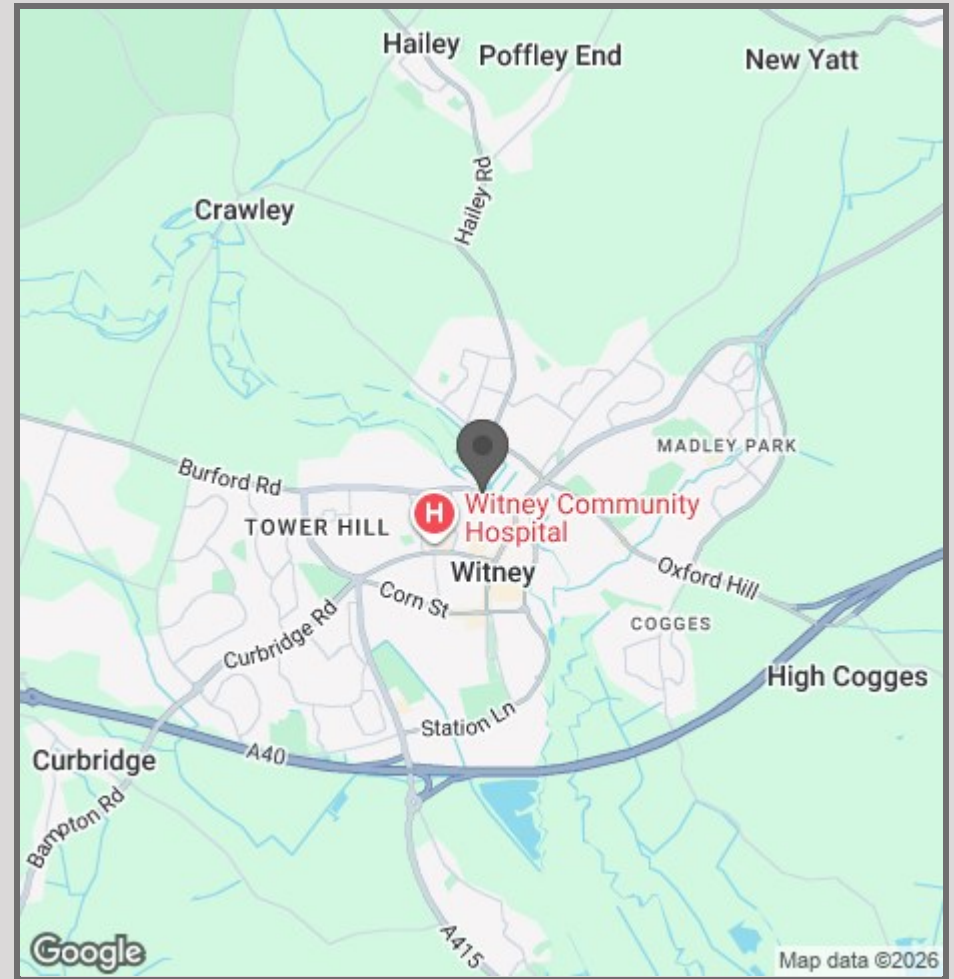 Hailey
Poffley End
New Yatt
Hailey Rd
Crawley
MADLEY PARK
Burford Rd
H
Witney Community
Hospital
TOWER HILL
Witney
Oxford Hill
Corn St
COGGES
Curbridge Rd
High Cogges
Station Ln
A40
Curbridge
Bampton Rd
A415
Google
Map data ©2026